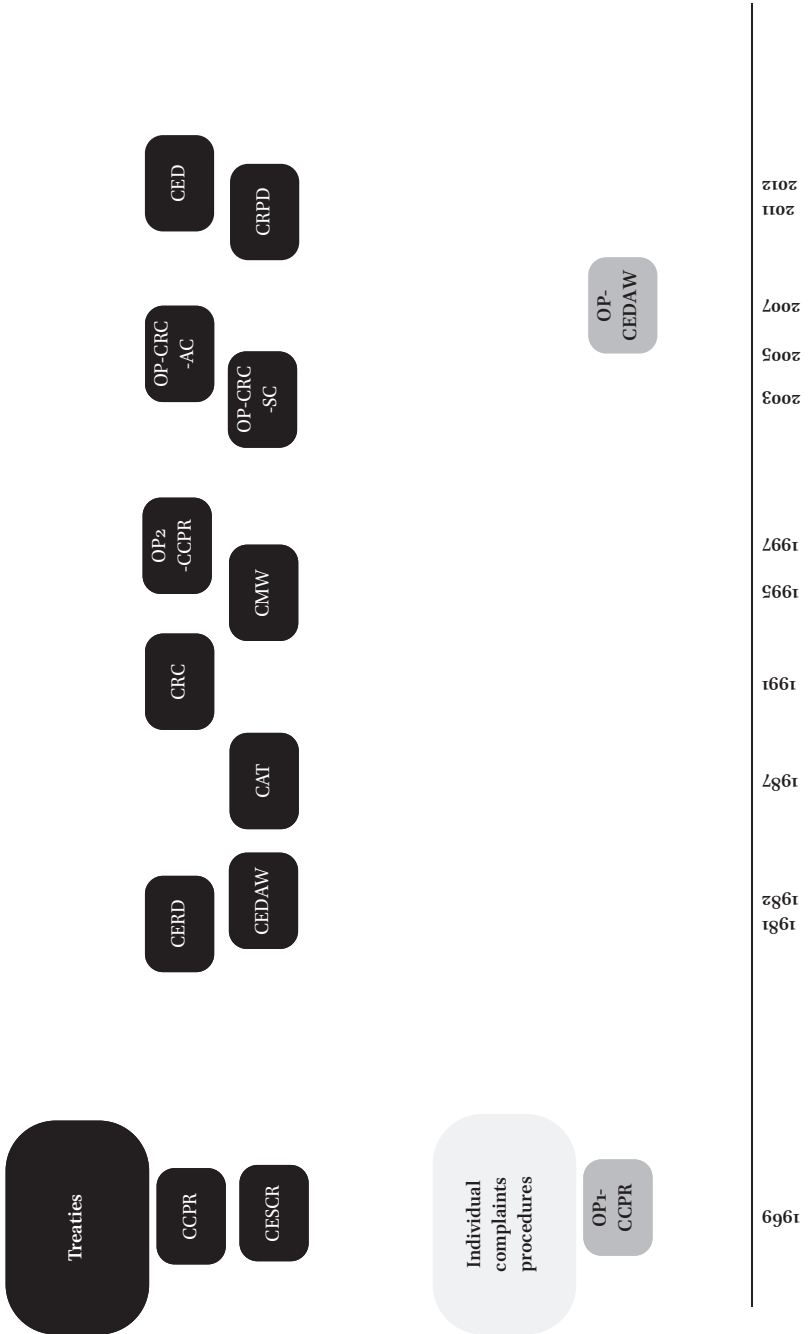 Treaties
CCPR
CESCR
CERD
CEDAW
CAT
CRC
CMW
OP2
-CCPR
OP-CRC
-SC
OP-CRC
-AC
CRPD
CED
Individual
complaints
procedures
OP1-
CCPR
OP-
CEDAW
1969
1981
1982
1987
1991
1995
1997
2003
2005
2007
2011
2012